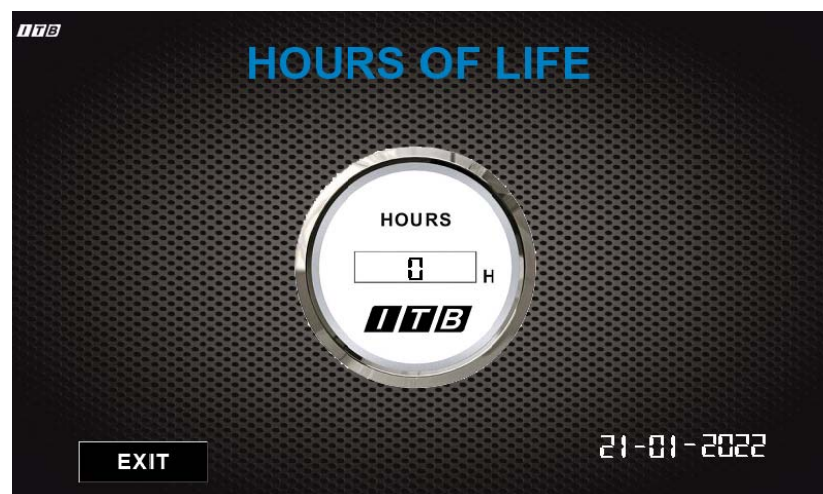 ITB
HOURS OF LIFE
HOURS
0 H
ITB
EXIT
21-01-2022